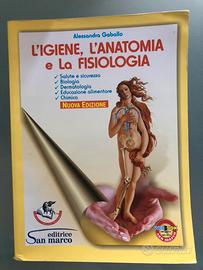 Alessandra Gaballo
L'IGIENE, L'ANATOMIA
e La FISIOLOGIA
Salute e sicurezza
Biologia
Dermatologia
Educazione alimentare
Chimica
NUOVA EDIZIONE
editrice
San marco